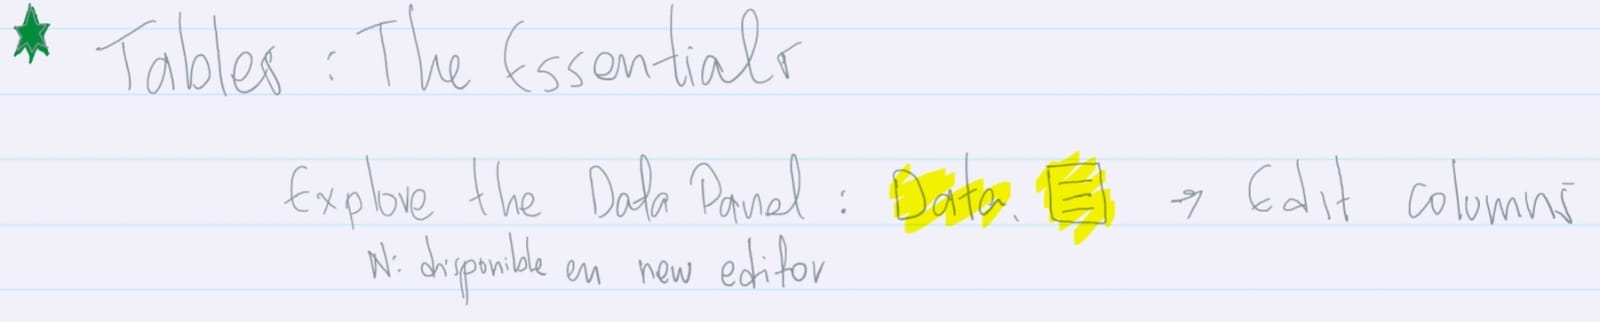 Tables : The Essentials
Explore the Data Panel : Data. → Edit columns
N: disponible en new editor